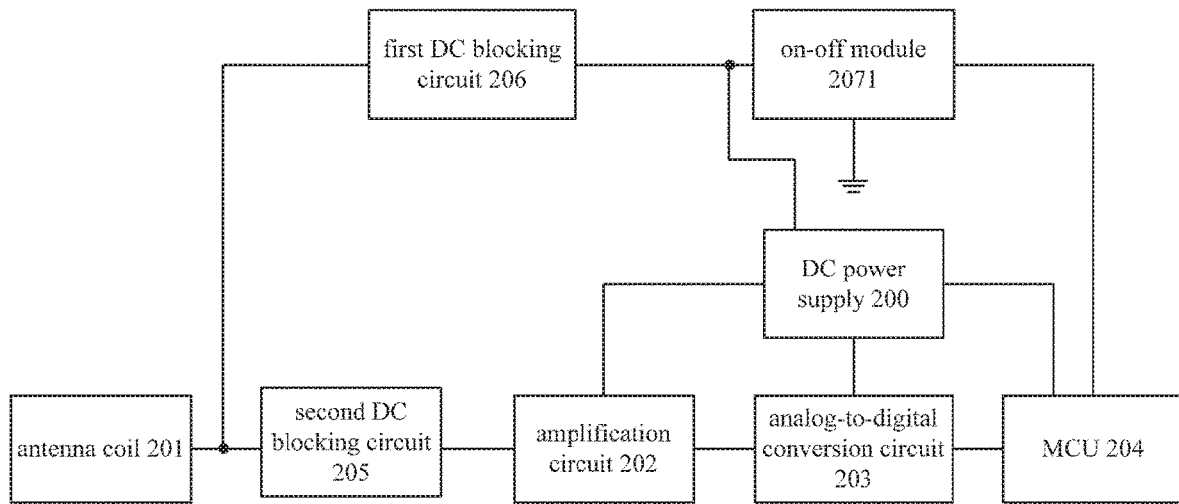 first DC blocking
circuit 206
on-off module
2071
DC power
supply 200
antenna coil 201
second DC
blocking circuit
205
amplification
circuit 202
analog-to-digital
conversion circuit
203
MCU 204